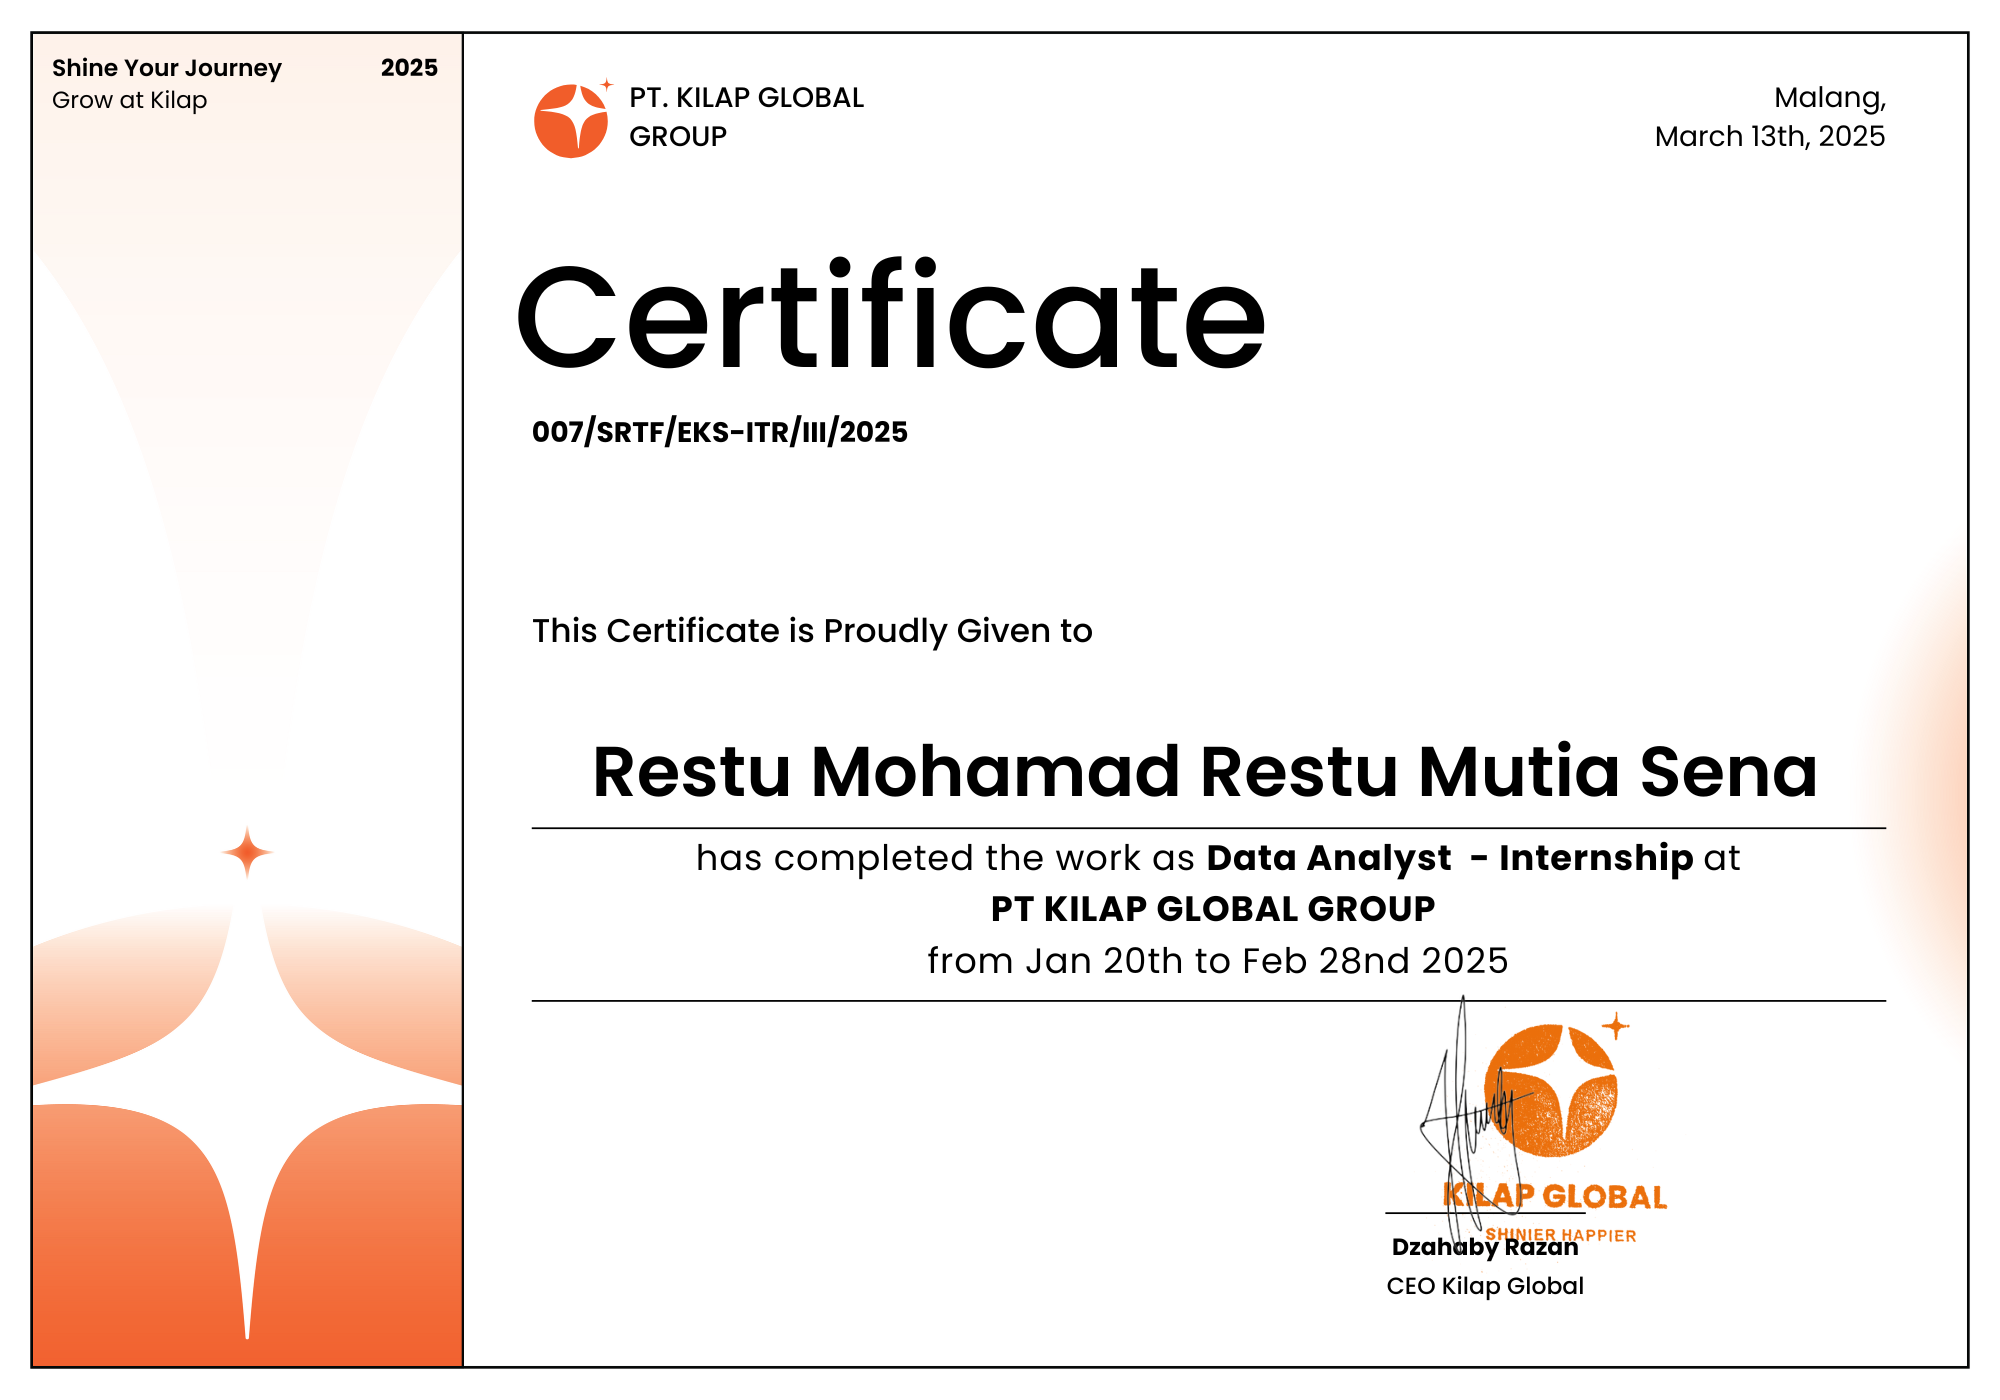 Shine Your Journey 2025
Grow at Kilap
PT. KILAP GLOBAL
GROUP
Malang,
March 13th, 2025
Certificate
007/SRTF/EKS-ITR/III/2025
This Certificate is Proudly Given to
Restu Mohamad Restu Mutia Sena
has completed the work as Data Analyst - Internship at
PT KILAP GLOBAL GROUP
from Jan 20th to Feb 28nd 2025
KILAP GLOBAL
SHINIER HAPPIER
Dzahaby Razan
CEO Kilap Global